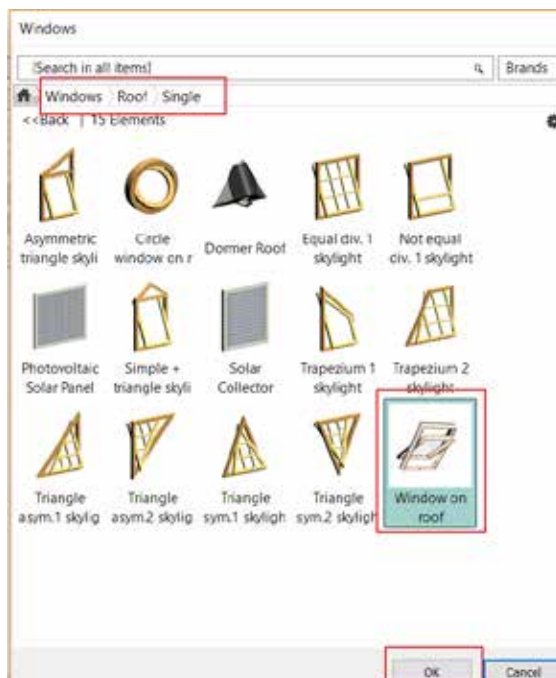 Windows
[Search in all items]
Brands
Windows Roof Single
<<Back | 15 Elements
Asymmetric
triangle skyli
Circle
window on r
Dormer Roof
Equal div. 1
skylight
Not equal
div. 1 skylight
Photovoltaic
Solar Panel
Simple +
triangle skyli
Solar
Collector
Trapezium 1
skylight
Trapezium 2
skylight
Triangle
asym.1 skylig
Triangle
asym.2 skylig
Triangle
sym.1 skyligh
Triangle
sym.2 skyligh
Window on
roof
OK
Cancel